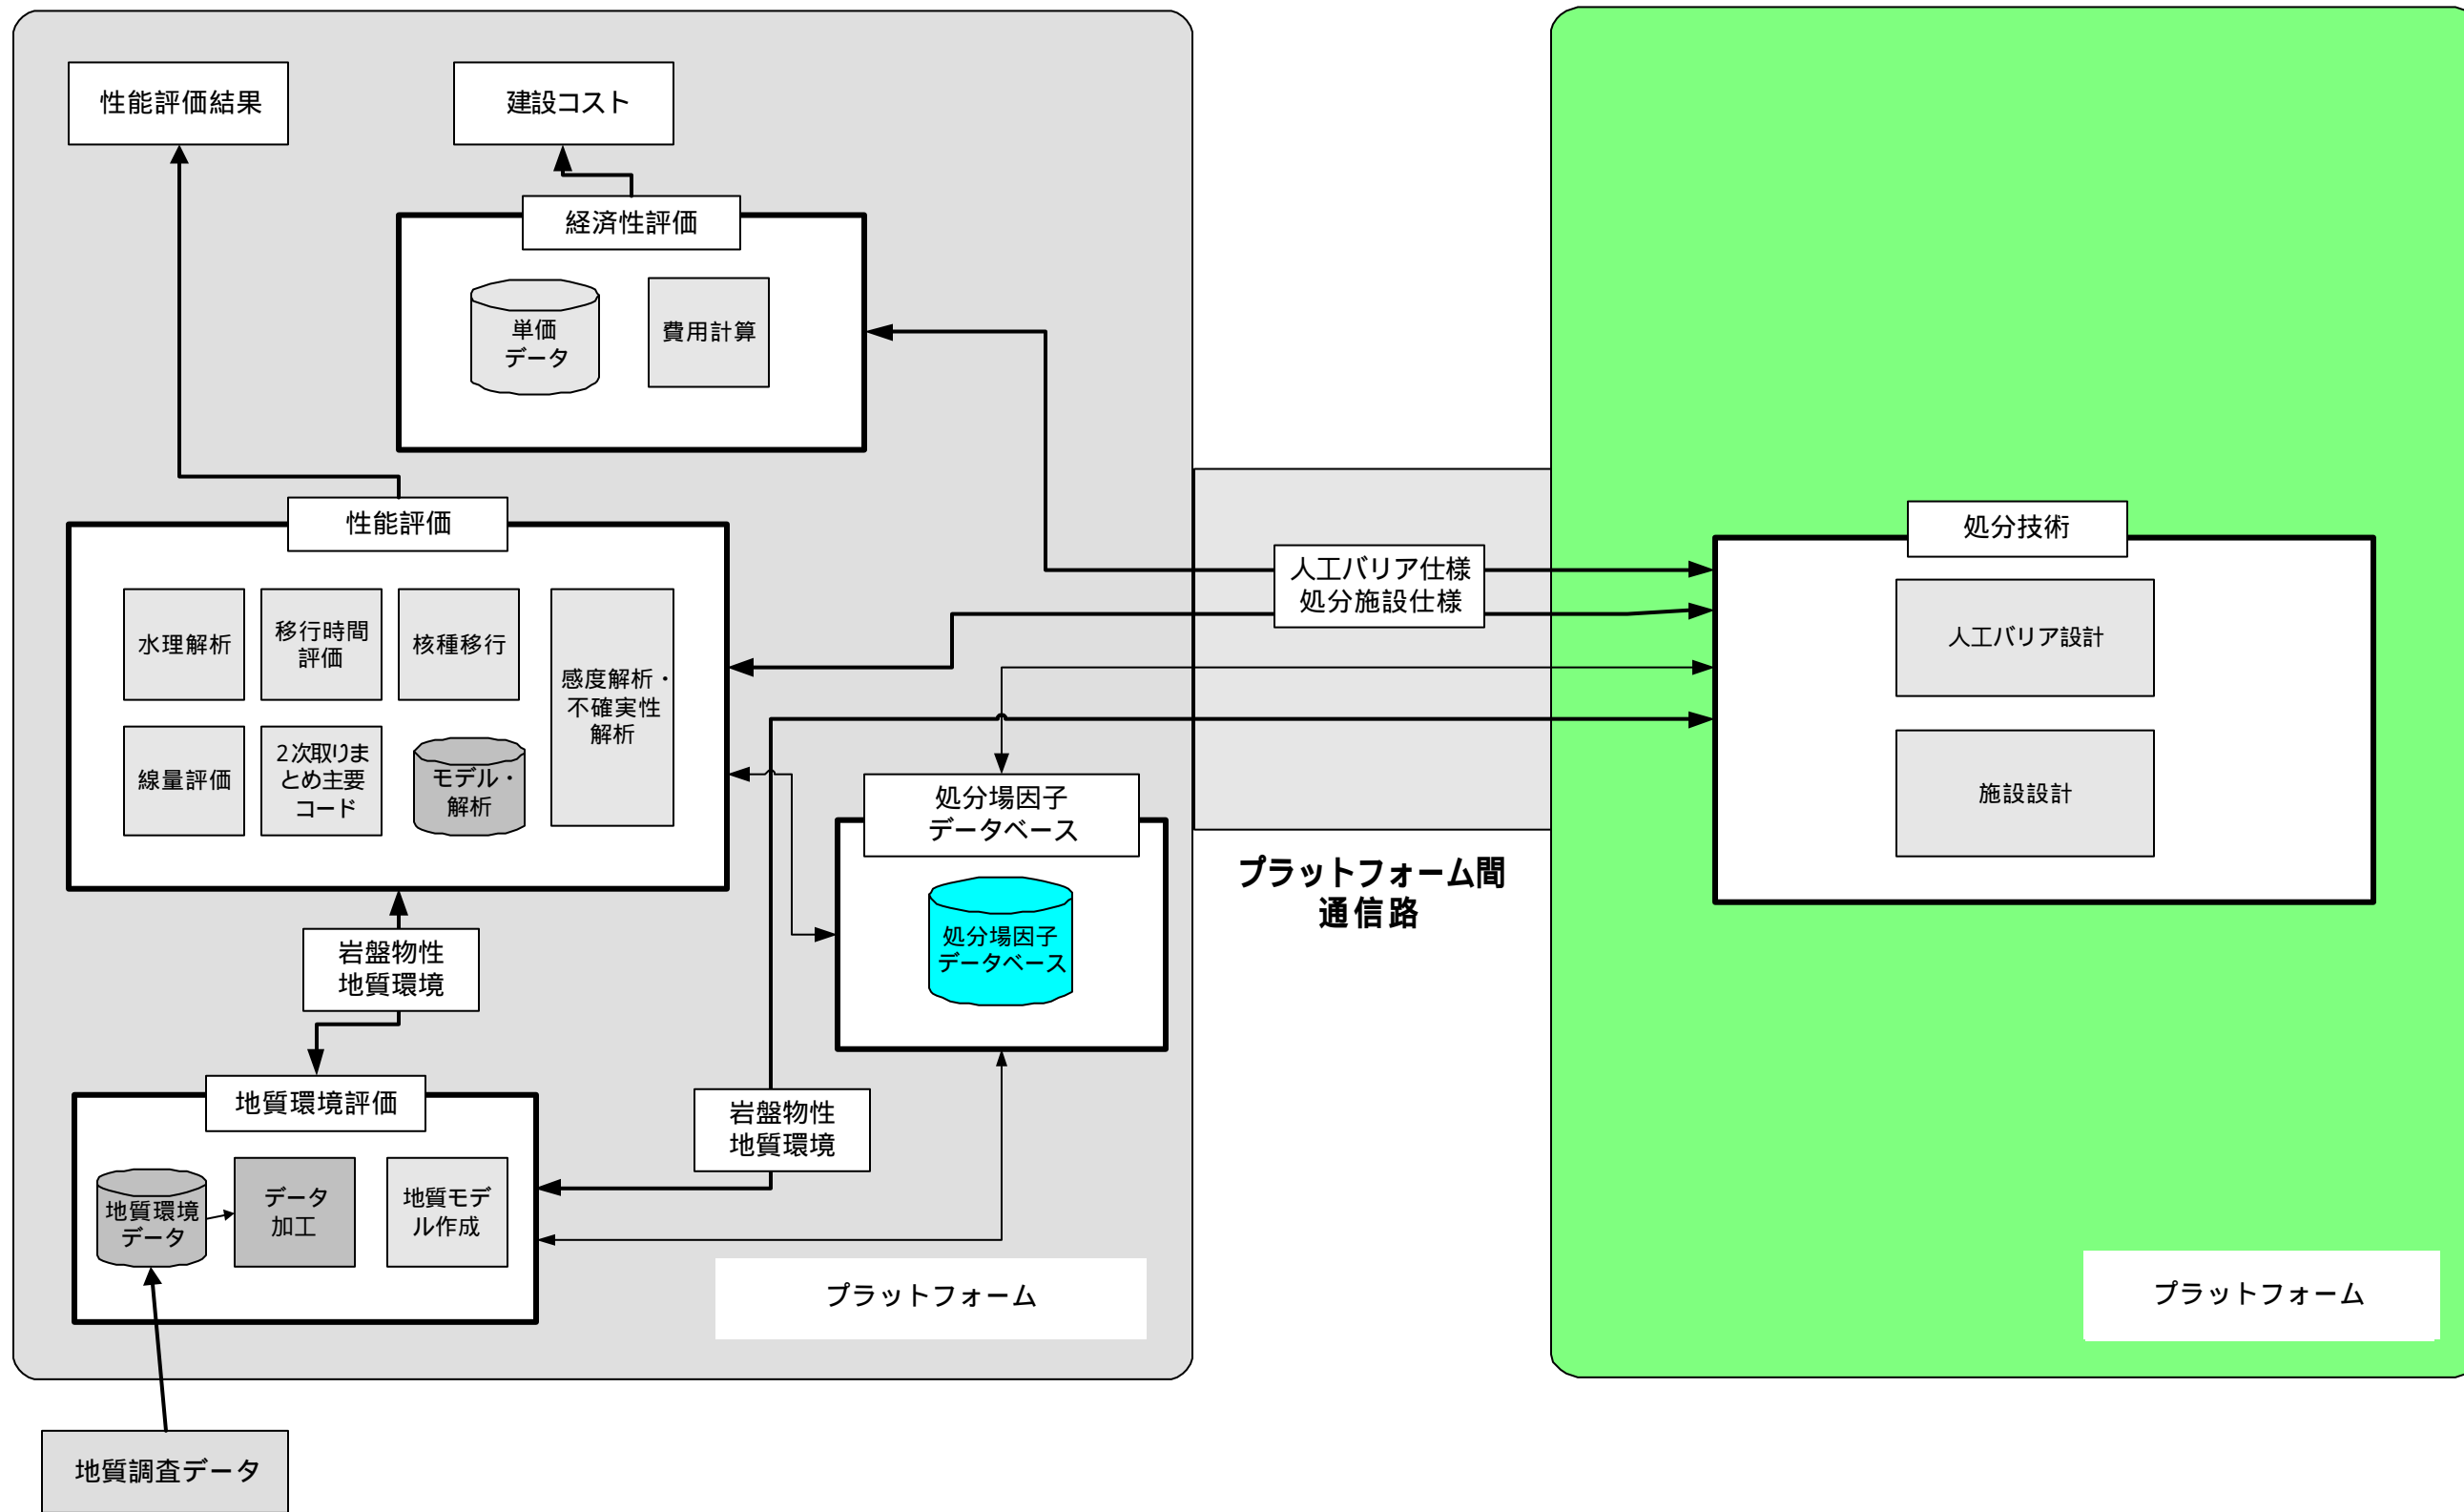 性能評価結果
建設コスト
経済性評価
単価
データ
費用計算
性能評価
水理解析
移行時間
評価
核種移行
感度解析・
不確実性
解析
線量評価
2次取りま
とめ主要
コード
モデル・
解析
岩盤物性
地質環境
地質環境評価
地質環境
データ
データ
加工
地質モデ
ル作成
地質調査データ
処分場因子
データベース
処分場因子
データベース
岩盤物性
地質環境
プラットフォーム
人工バリア仕様
処分施設仕様
プラットフォーム間
通信路
処分技術
人工バリア設計
施設設計
プラットフォーム